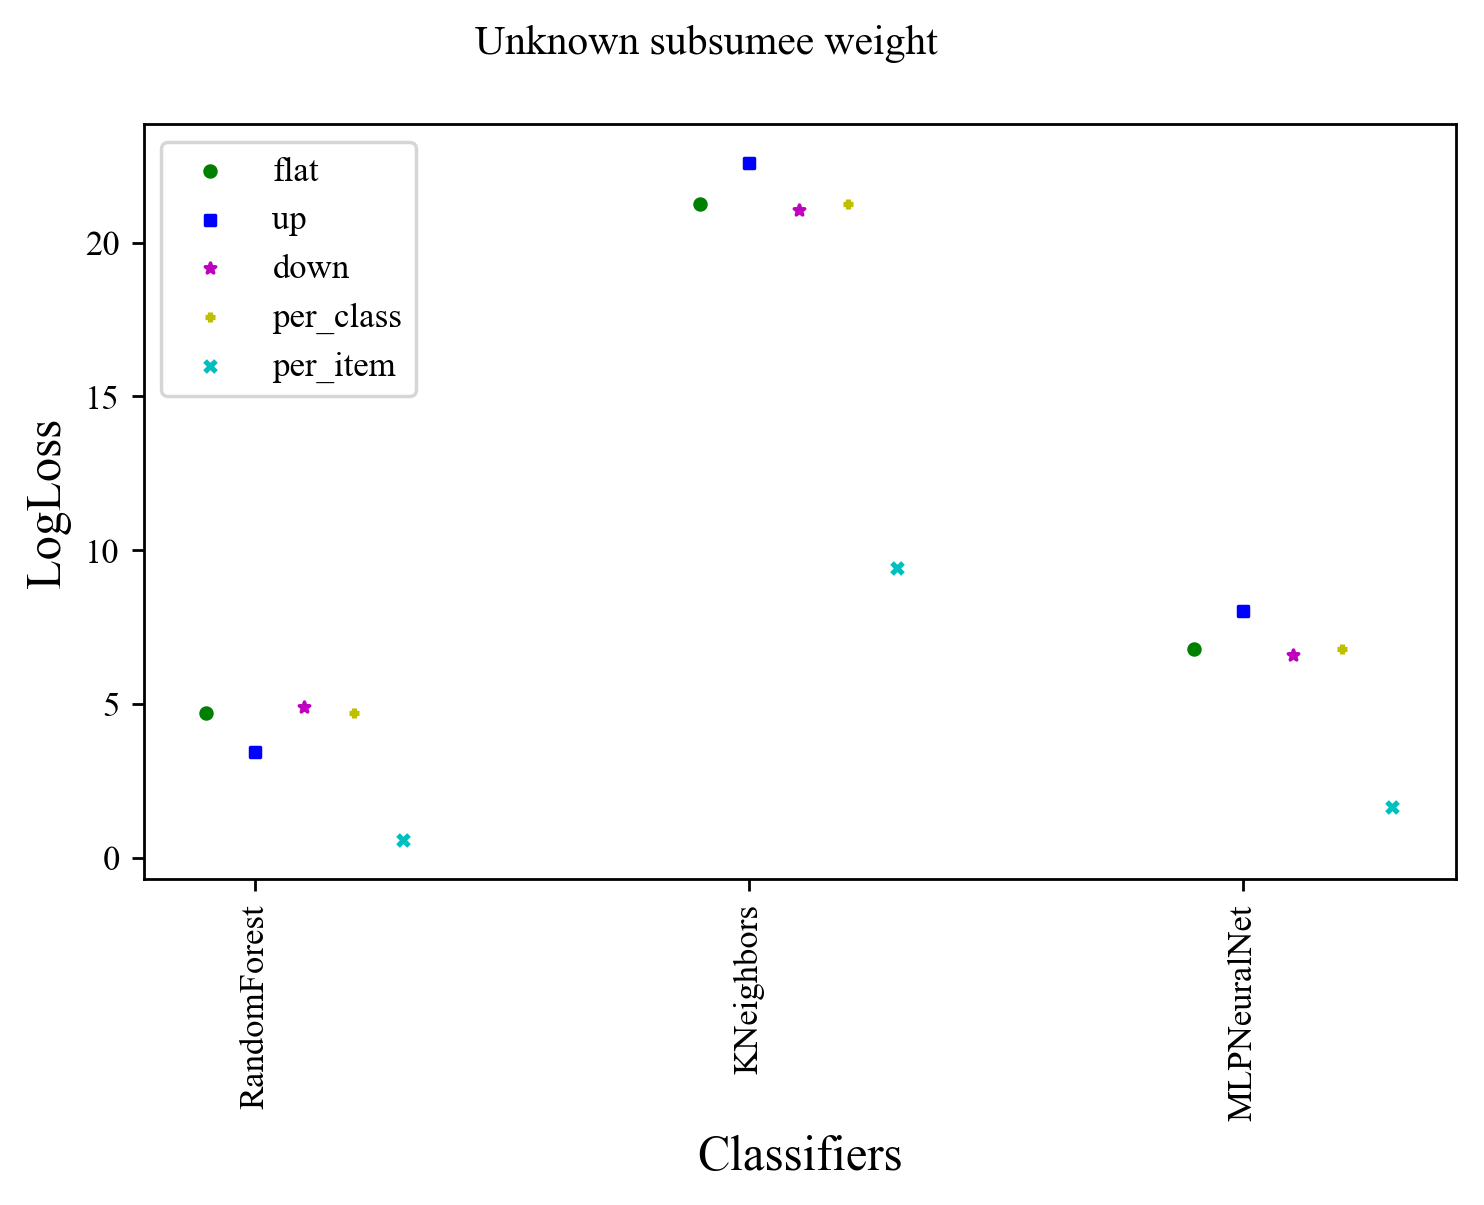 Unknown subsumee weight
flat
up
down
per_class
per_item
20
15
10
5
0
LogLoss
RandomForest
KNeighbors
MLPNeuralNet
Classifiers